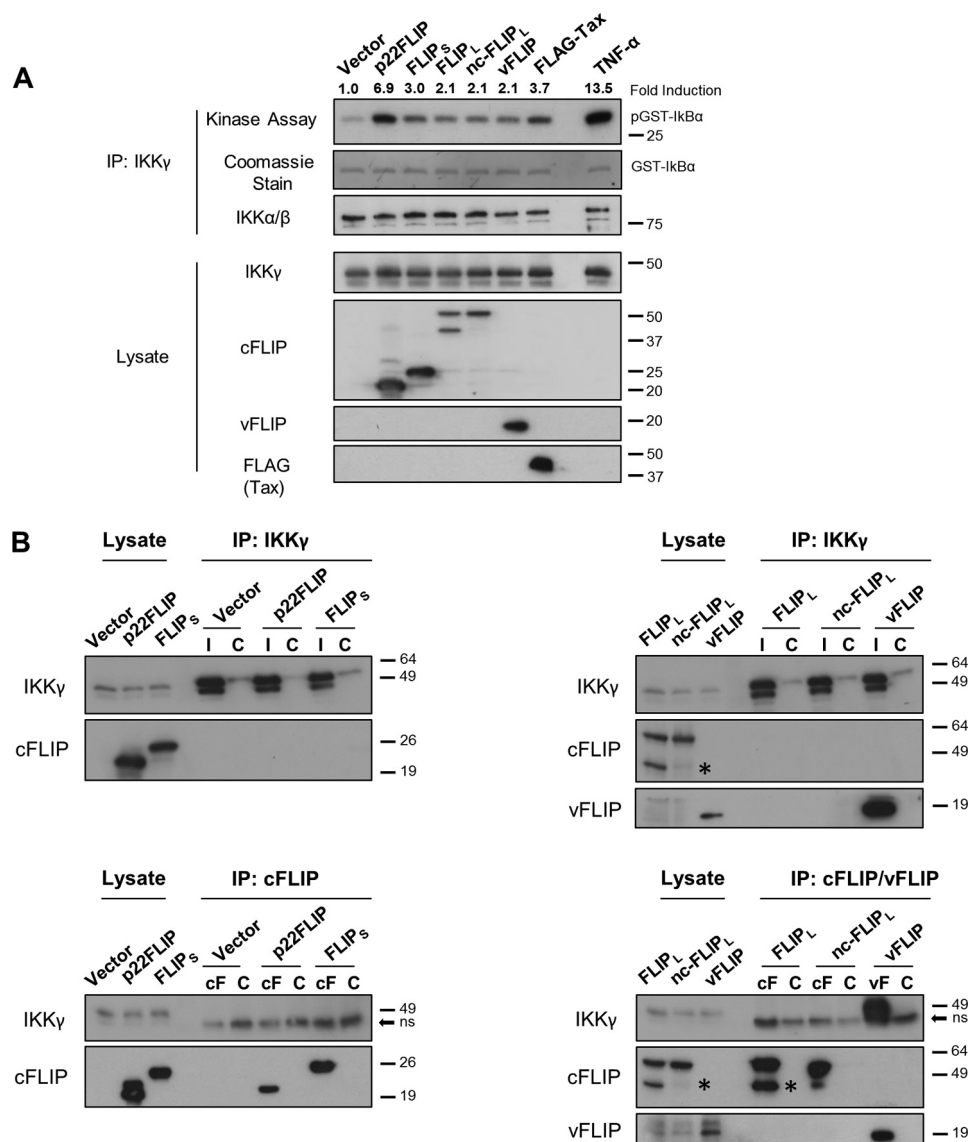 A
Vector p22FLIP FLIPS FLIPL nc-FLIPL vFLIP FLAG-Tax TNF-α
1.0 6.9 3.0 2.1 2.1 2.1 3.7 13.5 Fold Induction
IP: IKKγ
Kinase Assay pGST-IkBα
25
Coomassie Stain GST-IkBα
IKKα/β 75
Lysate
IKKγ 50
cFLIP 50 37 25 20
vFLIP 20
FLAG (Tax) 50 37
B
Lysate IP: IKKγ
Vector p22FLIP FLIPS Vector p22FLIP FLIPS
I C I C I C
IKKγ 64 49
cFLIP 26 19
Lysate IP: IKKγ
FLIPL nc-FLIPL vFLIP FLIPL nc-FLIPL vFLIP
I C I C I C
IKKγ 64 49
cFLIP * 64 49
vFLIP 19
Lysate IP: cFLIP
Vector p22FLIP FLIPS Vector p22FLIP FLIPS
cF C cF C cF C
IKKγ 49 ns
cFLIP 26 19
Lysate IP: cFLIP/vFLIP
FLIPL nc-FLIPL vFLIP FLIPL nc-FLIPL vFLIP
cF C cF C vF C
IKKγ 49 ns
cFLIP * * 64 49
vFLIP 19